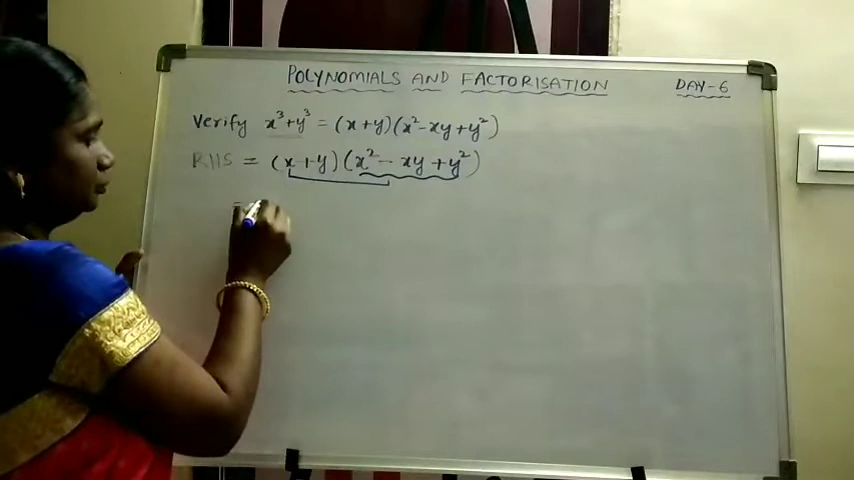 POLYNOMIALS AND FACTORISATION DAY-6
Verify x³+y³ = (x+y)(x²-xy+y²)
RHS = (x+y)(x²-xy+y²)
=